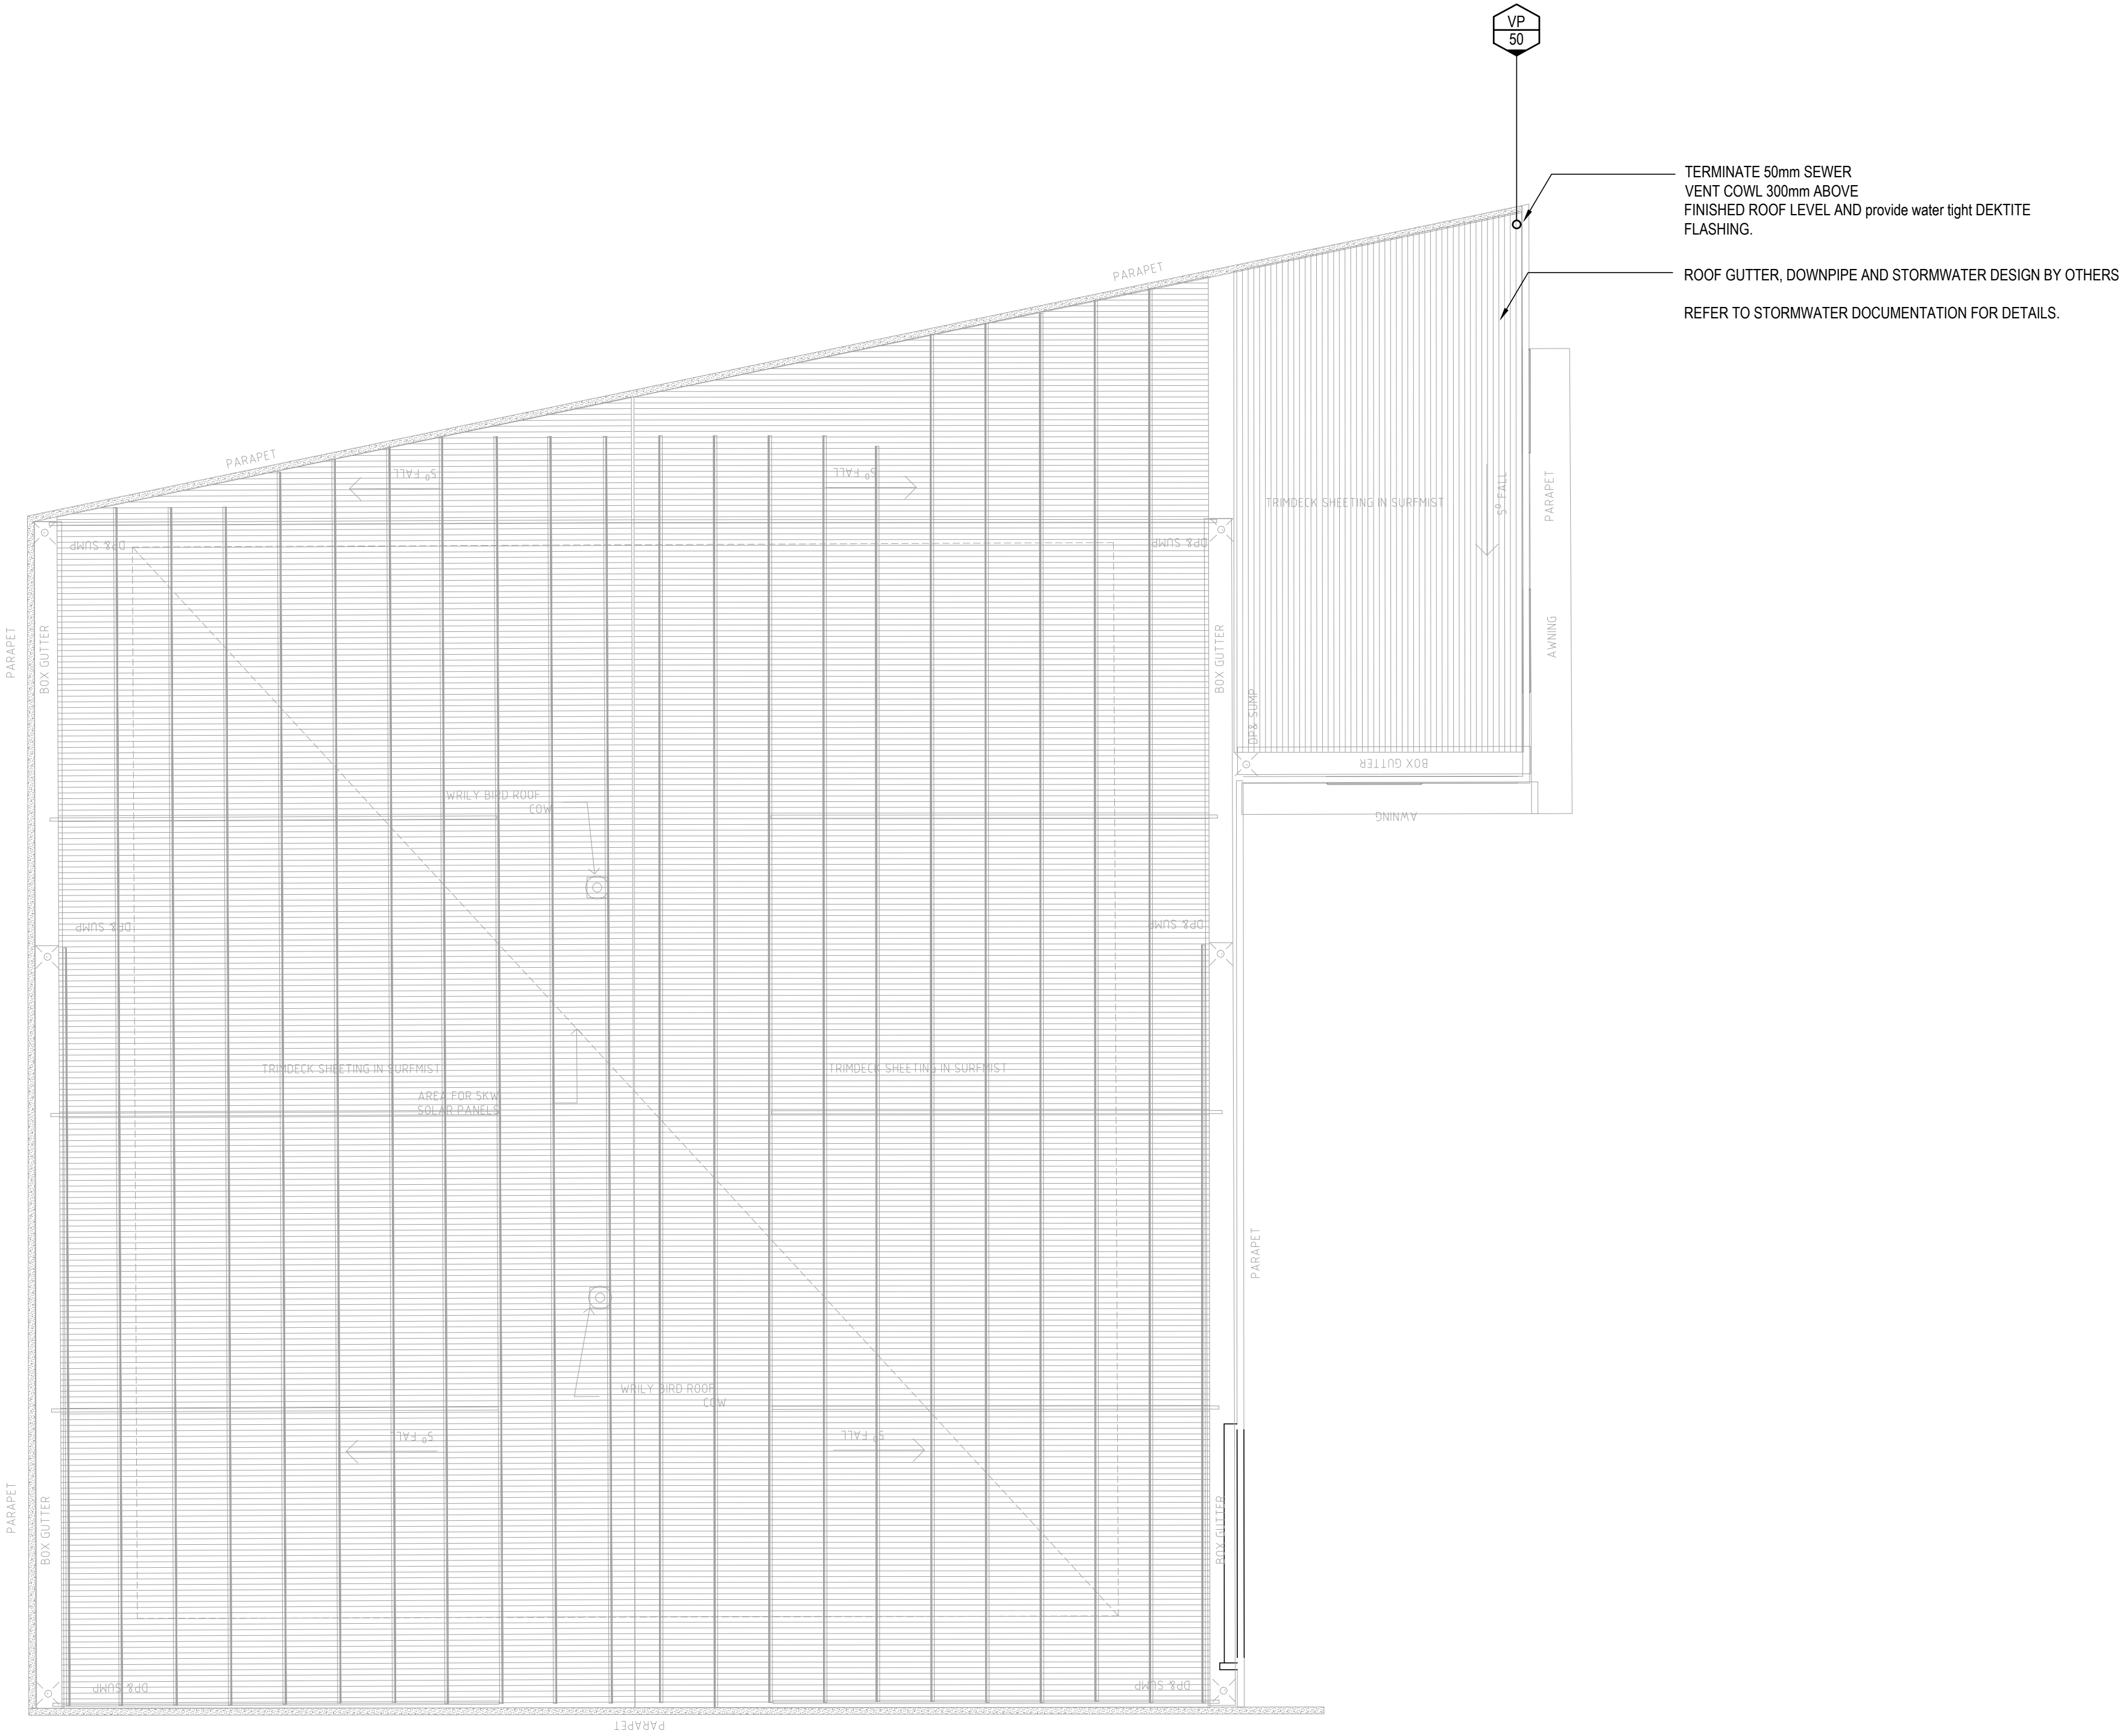 VP
50
TERMINATE 50mm SEWER
VENT COWL 300mm ABOVE
FINISHED ROOF LEVEL AND provide water tight DEKTITE
FLASHING.
ROOF GUTTER, DOWNPIPE AND STORMWATER DESIGN BY OTHERS
REFER TO STORMWATER DOCUMENTATION FOR DETAILS.
PARAPET
PARAPET
5° FALL
5° FALL
TRIMDECK SHEETING IN SURFMIST
5° FALL
PARAPET
DP& SUMP
DP& SUMP
PARAPET
BOX GUTTER
BOX GUTTER
AWNING
DP& SUMP
BOX GUTTER
WRILY BIRD ROOF
COW
AWNING
DP& SUMP
DP& SUMP
TRIMDECK SHEETING IN SURFMIST
TRIMDECK SHEETING IN SURFMIST
AREA FOR 5KW
SOLAR PANELS
PARAPET
WRILY BIRD ROOF
COW
5° FALL
5° FALL
PARAPET
BOX GUTTER
BOX GUTTER
DP& SUMP
DP& SUMP
PARAPET